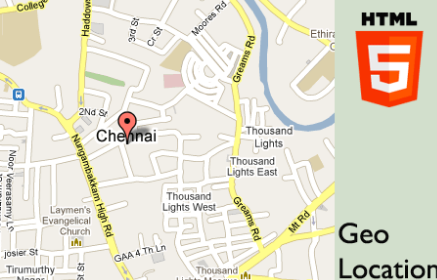 College
Haddow
3rd St
Cr St
Moores Rd
Greams Rd
Ethira
2Nd St
Chennai
Nungambakkam High Rd
Noor Veerasamy
Thousand
Lights
Thousand
Lights East
Thousand
Lights West
Greams Rd
Mt Rd
Laymen's
Evangelical
Church
GAA 4 Th Ln
josier St
Tirumurthy
Nagar
Thousand
HTML
5
Geo
Location